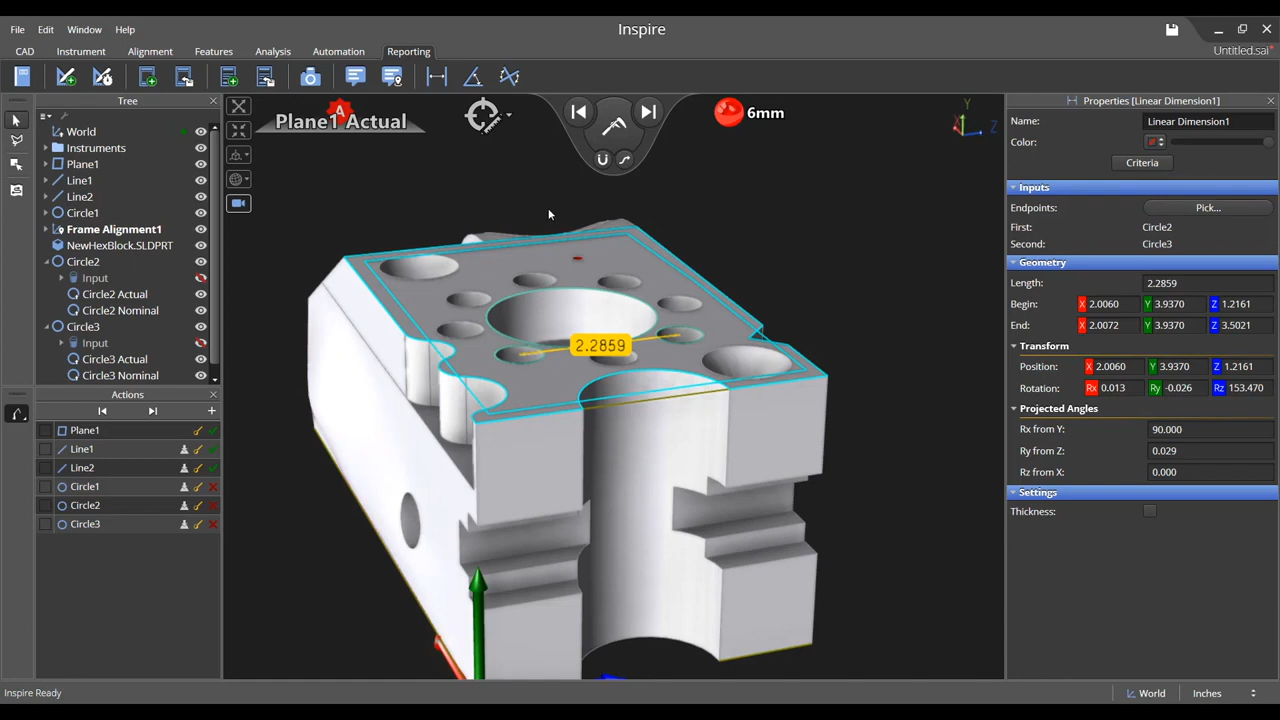 File Edit Window Help
Inspire
CAD Instrument Alignment Features Analysis Automation Reporting
Untitled.sai*
Tree
World
Instruments
Plane1
Line1
Line2
Circle1
Frame Alignment1
NewHexBlock.SLDPRT
Circle2
Input
Circle2 Actual
Circle2 Nominal
Circle3
Input
Circle3 Actual
Circle3 Nominal
Actions
Plane1
Line1
Line2
Circle1
Circle2
Circle3
A
Plane1 Actual
6mm
Y
Z
2.2859
Properties [Linear Dimension1]
Name: Linear Dimension1
Color:
Criteria
Inputs
Endpoints: Pick...
First: Circle2
Second: Circle3
Geometry
Length: 2.2859
Begin: X 2.0060 Y 3.9370 Z 1.2161
End: X 2.0072 Y 3.9370 Z 3.5021
Transform
Position: X 2.0060 Y 3.9370 Z 1.2161
Rotation: Rx 0.013 Ry -0.026 Rz 153.470
Projected Angles
Rx from Y: 90.000
Ry from Z: 0.029
Rz from X: 0.000
Settings
Thickness:
Inspire Ready
World Inches